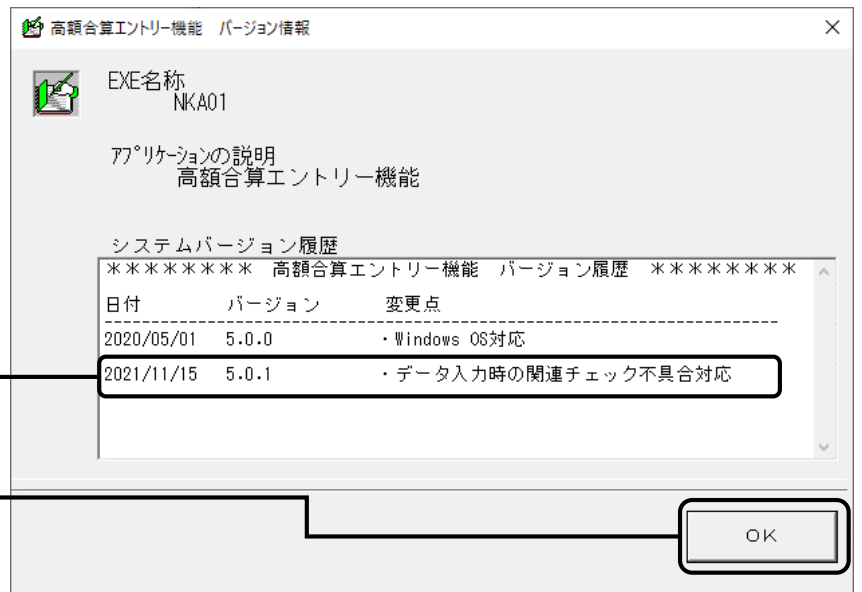 高額合算エントリー機能　バージョン情報
EXE名称
NKA01
アプリケーションの説明
高額合算エントリー機能
システムバージョン履歴
＊＊＊＊＊＊＊＊　高額合算エントリー機能　バージョン履歴　＊＊＊＊＊＊＊＊
日付　バージョン　変更点
--------------------------------------------------------------------------
2020/05/01　5.0.0　・Windows OS対応
2021/11/15　5.0.1　・データ入力時の関連チェック不具合対応
ＯＫ